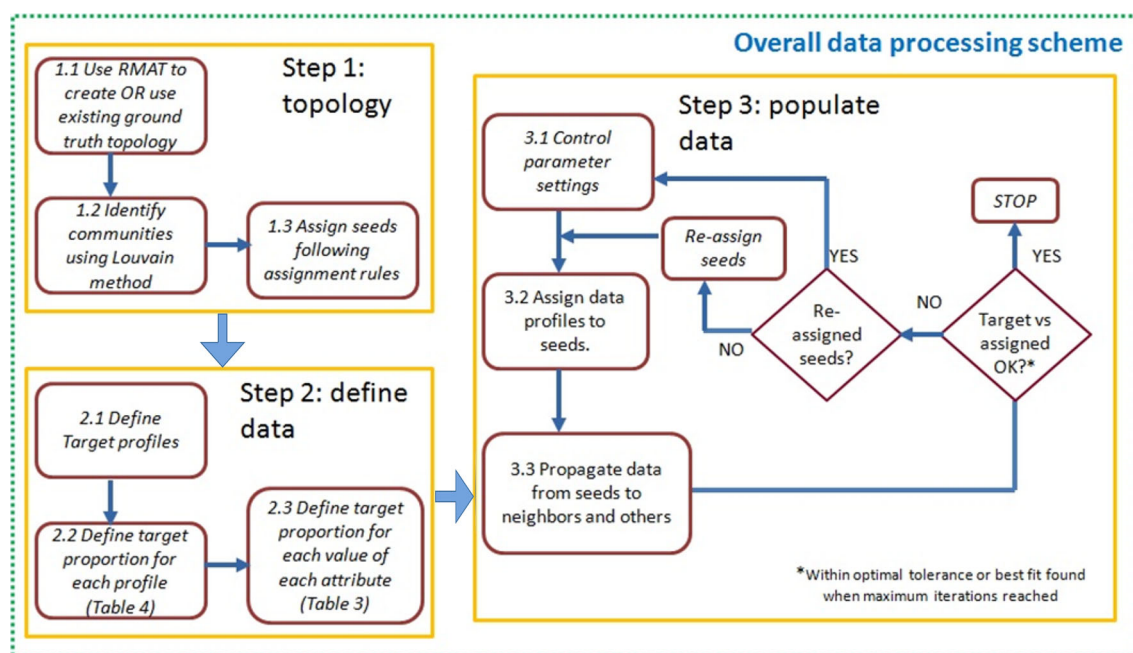 Overall data processing scheme
Step 1:
topology
1.1 Use RMAT to
create OR use
existing ground
truth topology
1.2 Identify
communities
using Louvain
method
1.3 Assign seeds
following
assignment rules
Step 2: define
data
2.1 Define
Target profiles
2.2 Define target
proportion for
each profile
(Table 4)
2.3 Define target
proportion for
each value of
each attribute
(Table 3)
Step 3: populate
data
3.1 Control
parameter
settings
Re-assign
seeds
3.2 Assign data
profiles to
seeds.
3.3 Propagate data
from seeds to
neighbors and others
YES
Re-
assigned
seeds?
NO
NO
STOP
YES
Target vs
assigned
OK?*
*Within optimal tolerance or best fit found
when maximum iterations reached